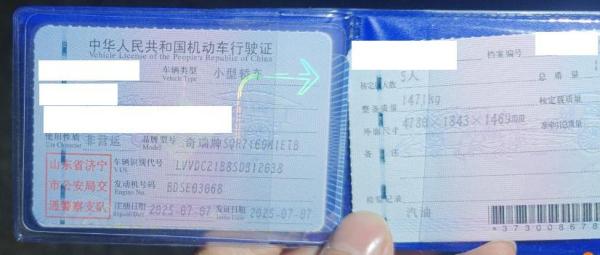 中华人民共和国机动车行驶证
Vehicle License of the People's Republic of China
车辆类型 小型轿车
Vehicle Type
使用性质 非营运 品牌型号 奇瑞牌SQR7160M1ETB
Use Character
车辆识别代号 LVVDC21B8SD812638
VIN
发动机号码 BDSE03068
Engine No.
注册日期 2025-07-07 发证日期 2025-07-07
Register Date Issue Date
山东省济宁
市公安局交
通警察支队
档案编号
核定载人数 5人 总质量
整备质量 1471kg 核定载质量
外廓尺寸 4780×1843×1469 准牵引总质量
备注
检验记录
汽油
*37300867